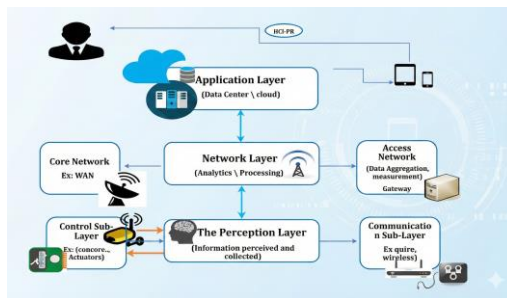 HCI-PR
Application Layer
(Data Center \ cloud)
Core Network
Ex: WAN
Network Layer
(Analytics \ Processing)
Access
Network
(Data Aggregation,
measurement)
Gateway
Control Sub-
Layer
Ex: (concore..,
Actuators)
The Perception Layer
(Information perceived and
collected)
Communicatio
n Sub-Layer
Ex quire,
wireless)